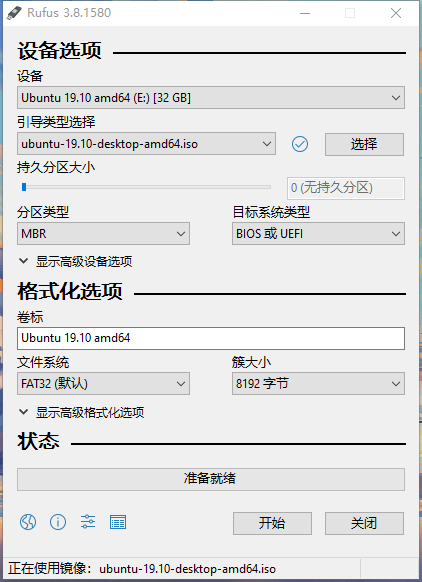 Rufus 3.8.1580
设备选项
设备
Ubuntu 19.10 amd64 (E:) [32 GB]
引导类型选择
ubuntu-19.10-desktop-amd64.iso
选择
持久分区大小
0 (无持久分区)
分区类型
目标系统类型
MBR
BIOS 或 UEFI
显示高级设备选项
格式化选项
卷标
Ubuntu 19.10 amd64
文件系统
簇大小
FAT32 (默认)
8192 字节
显示高级格式化选项
状态
准备就绪
开始
关闭
正在使用镜像：ubuntu-19.10-desktop-amd64.iso